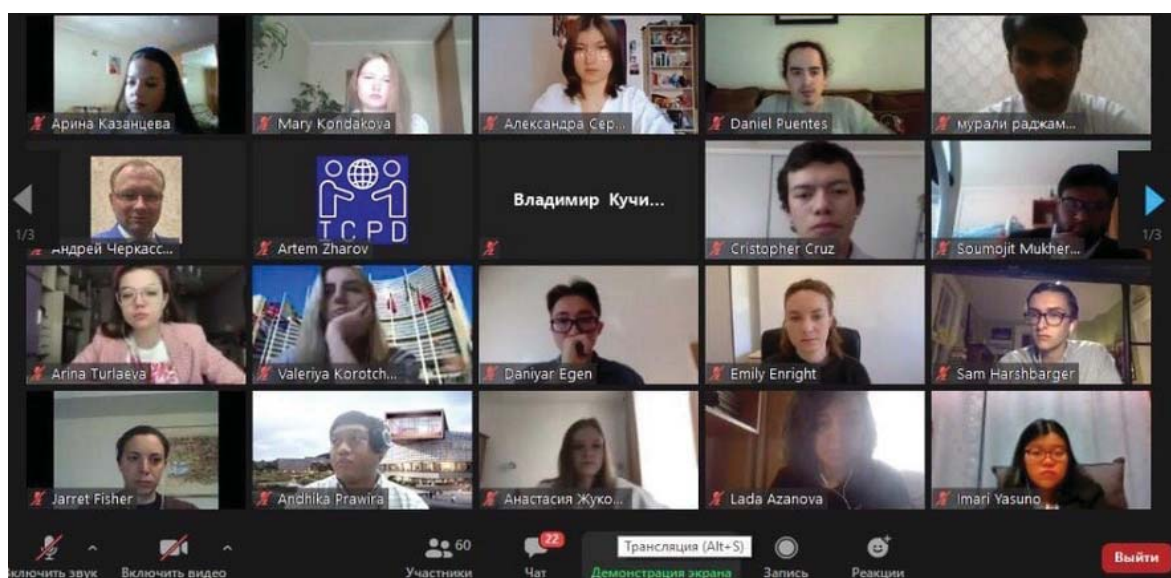 Арина Казанцева
Mary Kondakova
Александра Сер...
Daniel Puentes
мурали раджам...
Андрей Черкасс...
TCPD
Artem Zharov
Владимир Кучи...
Cristopher Cruz
Soumojit Mukher...
1/3
1/3
Arina Turlaeva
Valeriya Korotch...
Daniyar Egen
Emily Enright
Sam Harshbarger
Jarret Fisher
Andhika Prawira
Анастасия Жуко...
Lada Azanova
Imari Yasuno
60
22
Трансляция (Alt+S)
Выйти
ключить звук
Включить видео
Участники
Чат
Демонстрация экрана
Запись
Реакции